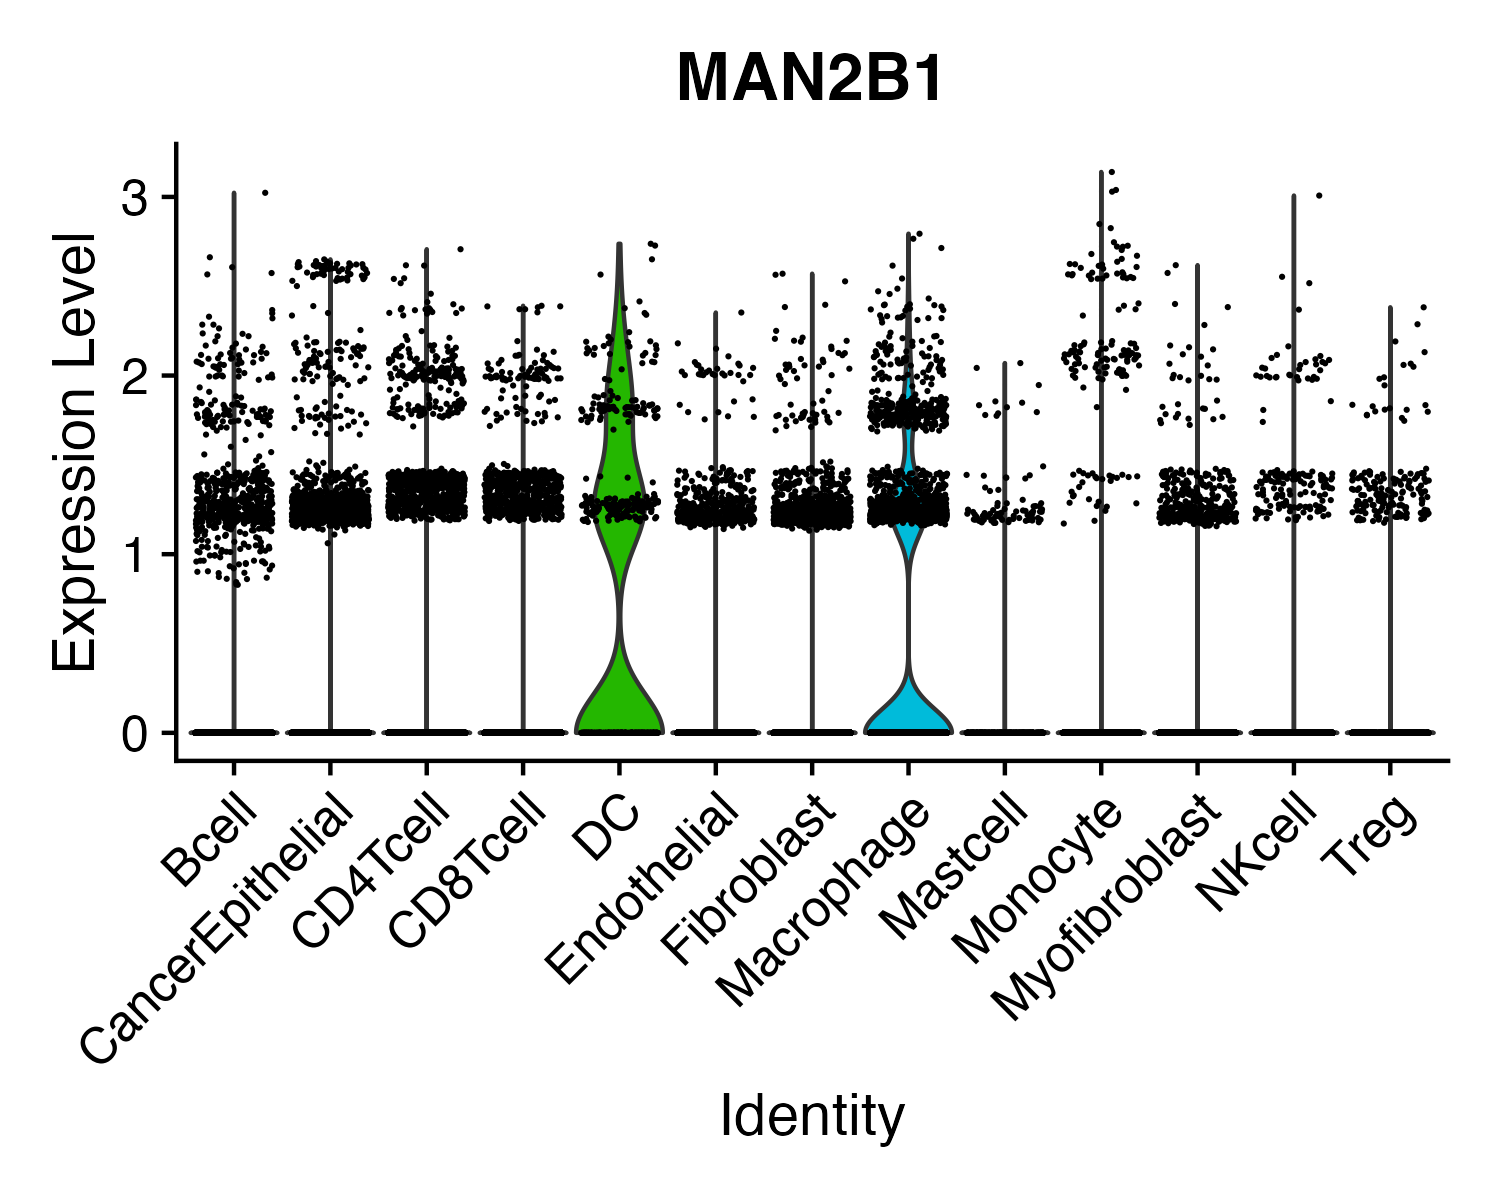 MAN2B1
Expression Level
3
2
1
0
Bcell
CancerEpithelial
CD4Tcell
CD8Tcell
DC
Endothelial
Fibroblast
Macrophage
Mastcell
Monocyte
Myofibroblast
NKcell
Treg
Identity